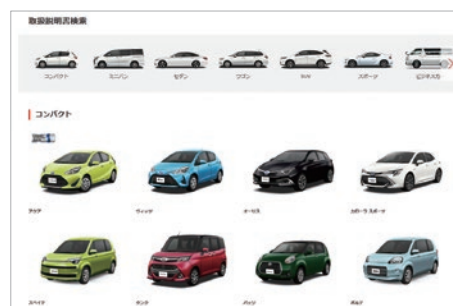 取扱説明書検索
コンパクト
ミニバン
セダン
ワゴン
SUV
スポーツ
ビジネスカー
コンパクト
アクア
ヴィッツ
オーリス
カローラ スポーツ
スペイド
タンク
パッソ
ポルテ